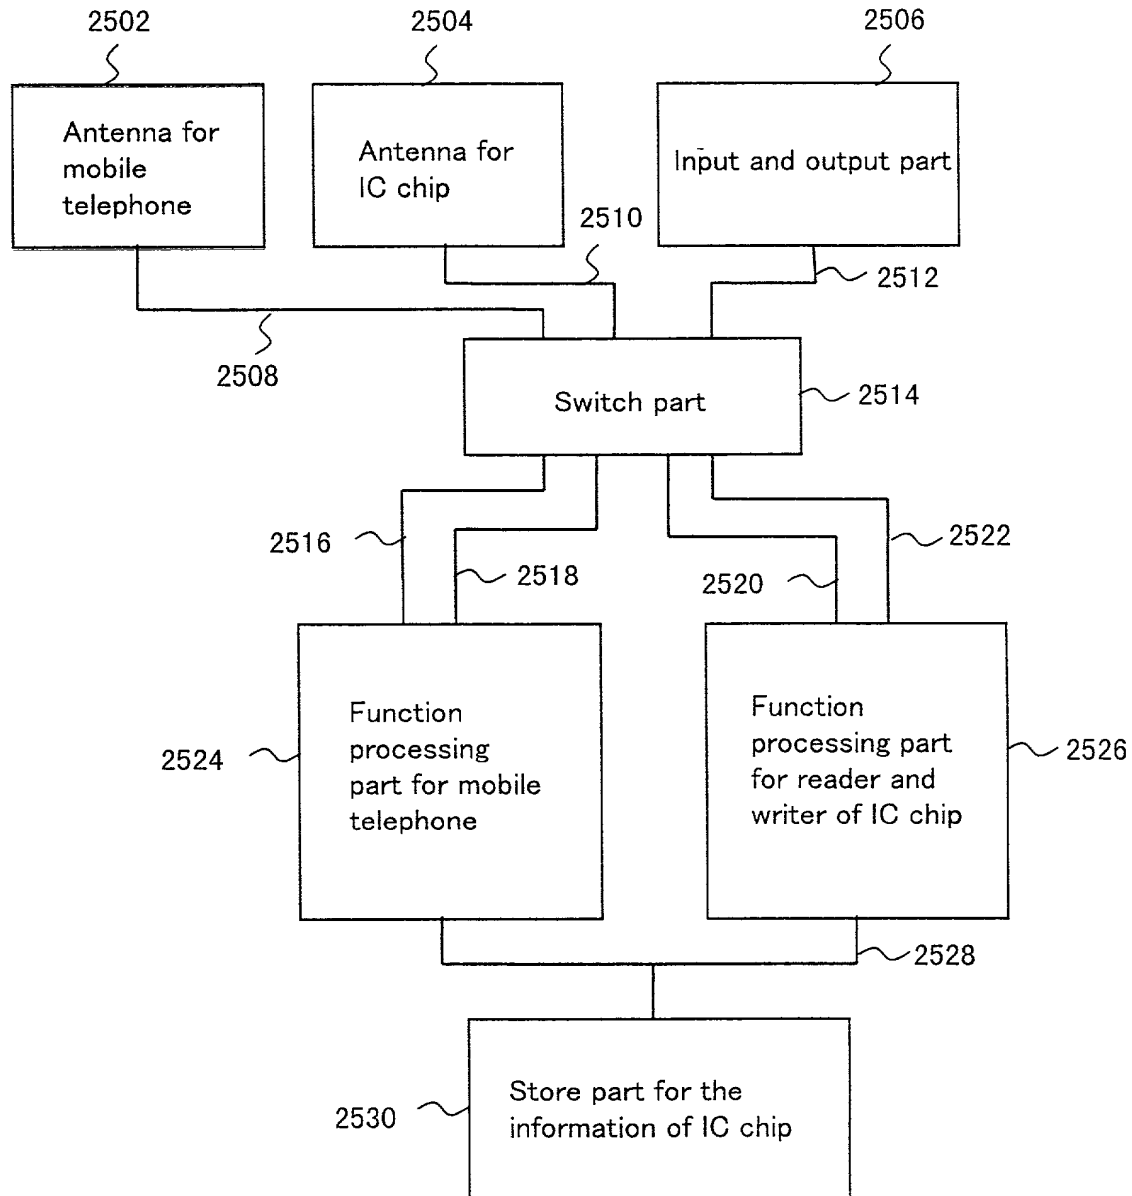 2502
2504
2506
Antenna for
mobile
telephone
Antenna for
IC chip
Input and output part
2510
2512
2508
Switch part
2514
2516
2518
2520
2522
Function
processing
part for mobile
telephone
Function
processing part
for reader and
writer of IC chip
2524
2526
2528
Store part for the
information of IC chip
2530